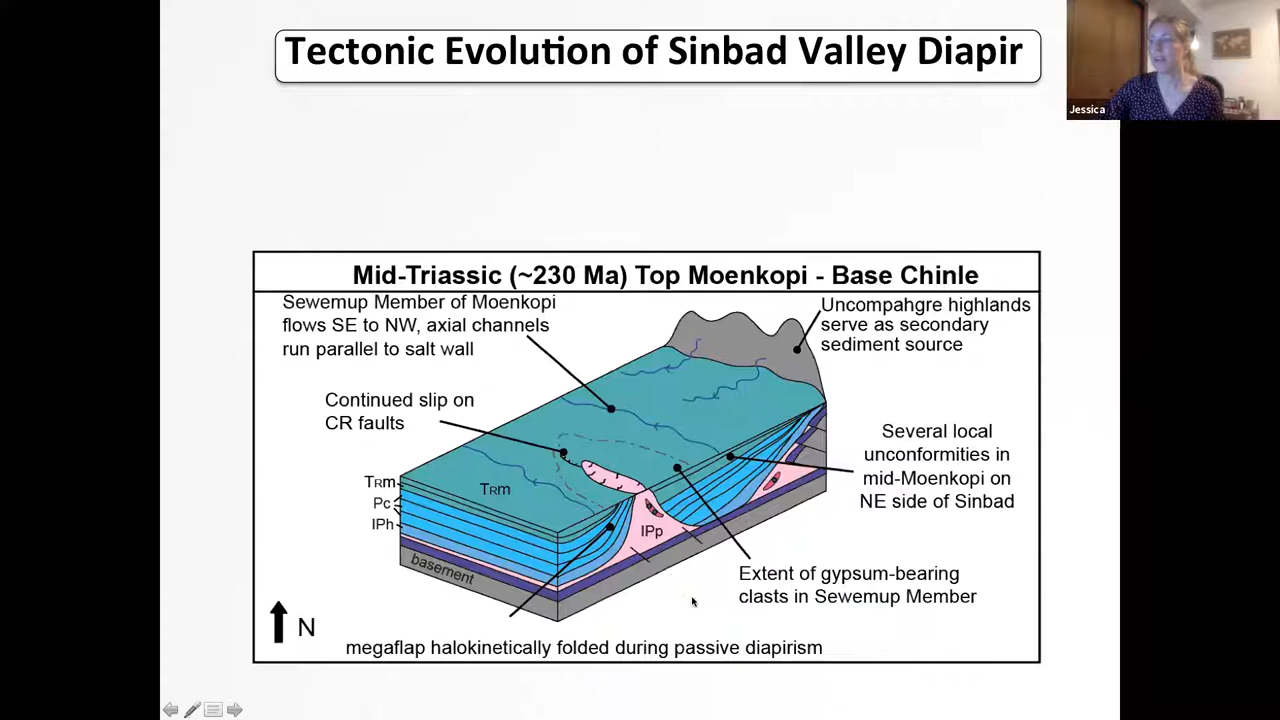 Tectonic Evolution of Sinbad Valley Diapir
Jessica
Mid-Triassic (~230 Ma) Top Moenkopi - Base Chinle
Sewemup Member of Moenkopi
flows SE to NW, axial channels
run parallel to salt wall
Uncompahgre highlands
serve as secondary
sediment source
Continued slip on
CR faults
Several local
unconformities in
mid-Moenkopi on
NE side of Sinbad
TRm
Pc
IPh
TRm
IPp
basement
Extent of gypsum-bearing
clasts in Sewemup Member
N
megaflap halokinetically folded during passive diapirism